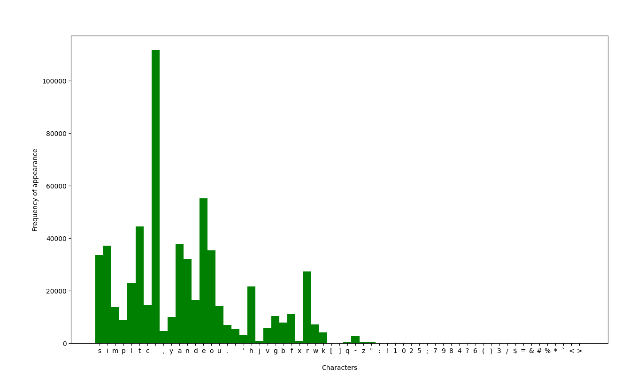 100000
80000
60000
40000
20000
0
Frequency of appearance
s i m p l t c , y a n d e o u . ' h j v g b f x r w k [ ] q - z " : ! 1 0 2 5 ; 7 9 8 4 ? 6 ( ) 3 / $ = & # % * ` < >
Characters